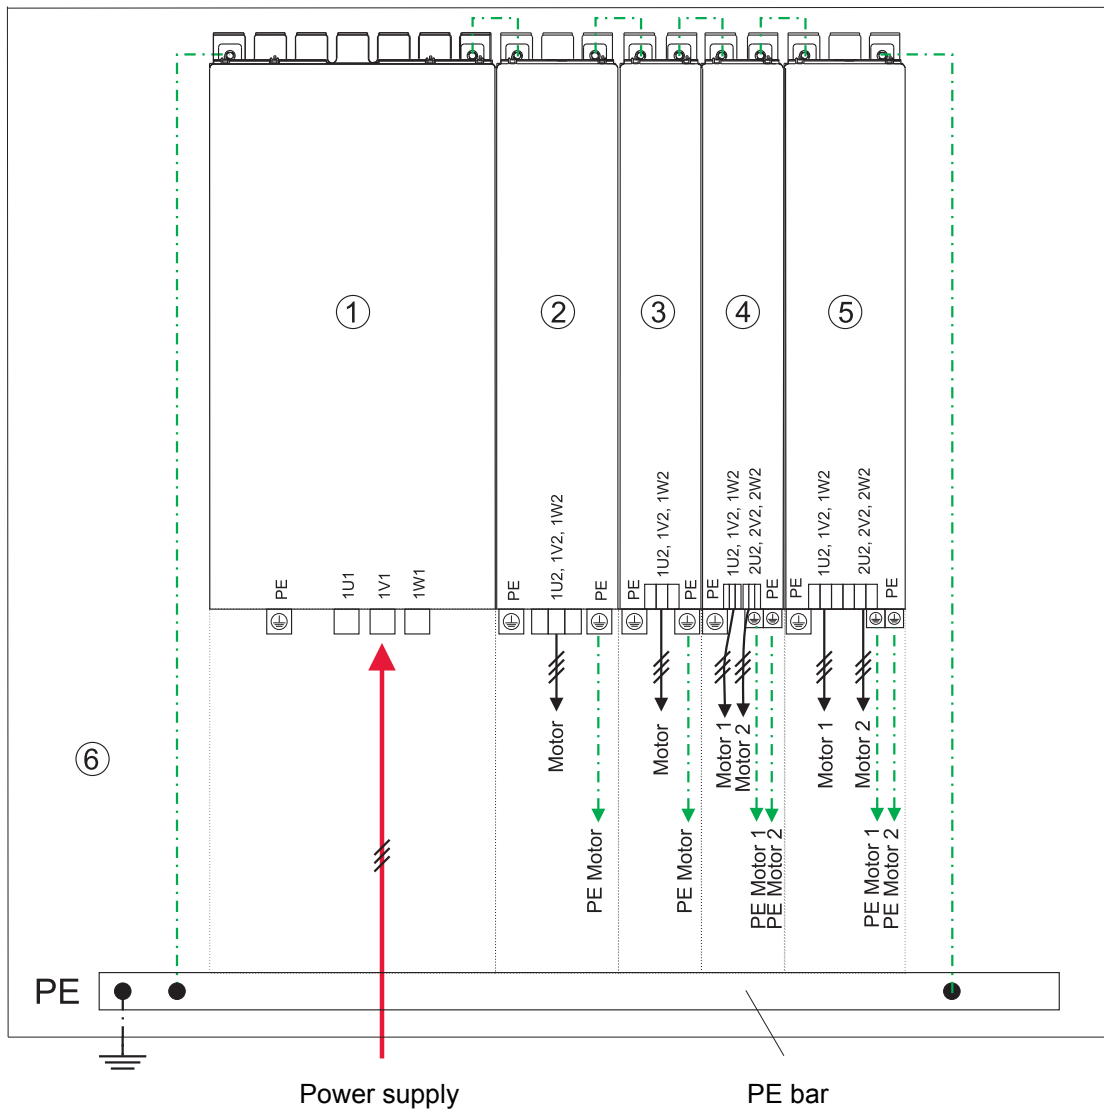 ①
②
③
④
⑤
1U2, 1V2, 1W2
1U2, 1V2, 1W2
1U2, 1V2, 1W2
2U2, 2V2, 2W2
1U2, 1V2, 1W2
2U2, 2V2, 2W2
PE
1U1
1V1
1W1
PE
PE
PE
PE
PE
PE
PE
PE
Motor
Motor
Motor 1
Motor 2
Motor 1
Motor 2
⑥
PE Motor
PE Motor
PE Motor 1
PE Motor 2
PE Motor 1
PE Motor 2
PE
Power supply
PE bar